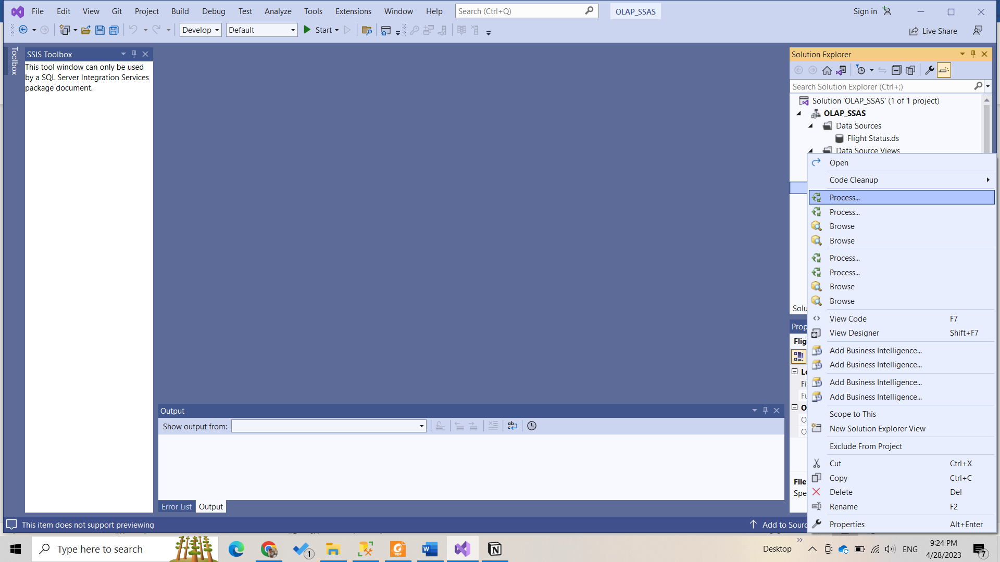 File Edit View Git Project Build Debug Test Analyze Tools Extensions Window Help Search (Ctrl+Q) OLAP_SSAS Sign in
Develop Default Start Live Share
Toolbox
SSIS Toolbox
This tool window can only be used
by a SQL Server Integration Services
package document.
Solution Explorer
Search Solution Explorer (Ctrl+;)
Solution 'OLAP_SSAS' (1 of 1 project)
OLAP_SSAS
Data Sources
Flight Status.ds
Data Source Views
Solu
Prop
Flig
Fi
Fu
O
O
O
File
Spe
Open
Code Cleanup
Process...
Process...
Browse
Browse
Process...
Process...
Browse
Browse
View Code F7
View Designer Shift+F7
Add Business Intelligence...
Add Business Intelligence...
Add Business Intelligence...
Add Business Intelligence...
Scope to This
New Solution Explorer View
Exclude From Project
Cut Ctrl+X
Copy Ctrl+C
Delete Del
Rename F2
Properties Alt+Enter
Output
Show output from:
Error List Output
This item does not support previewing
Add to Sourc
Type here to search
1
Desktop
ENG
9:24 PM
4/28/2023
7